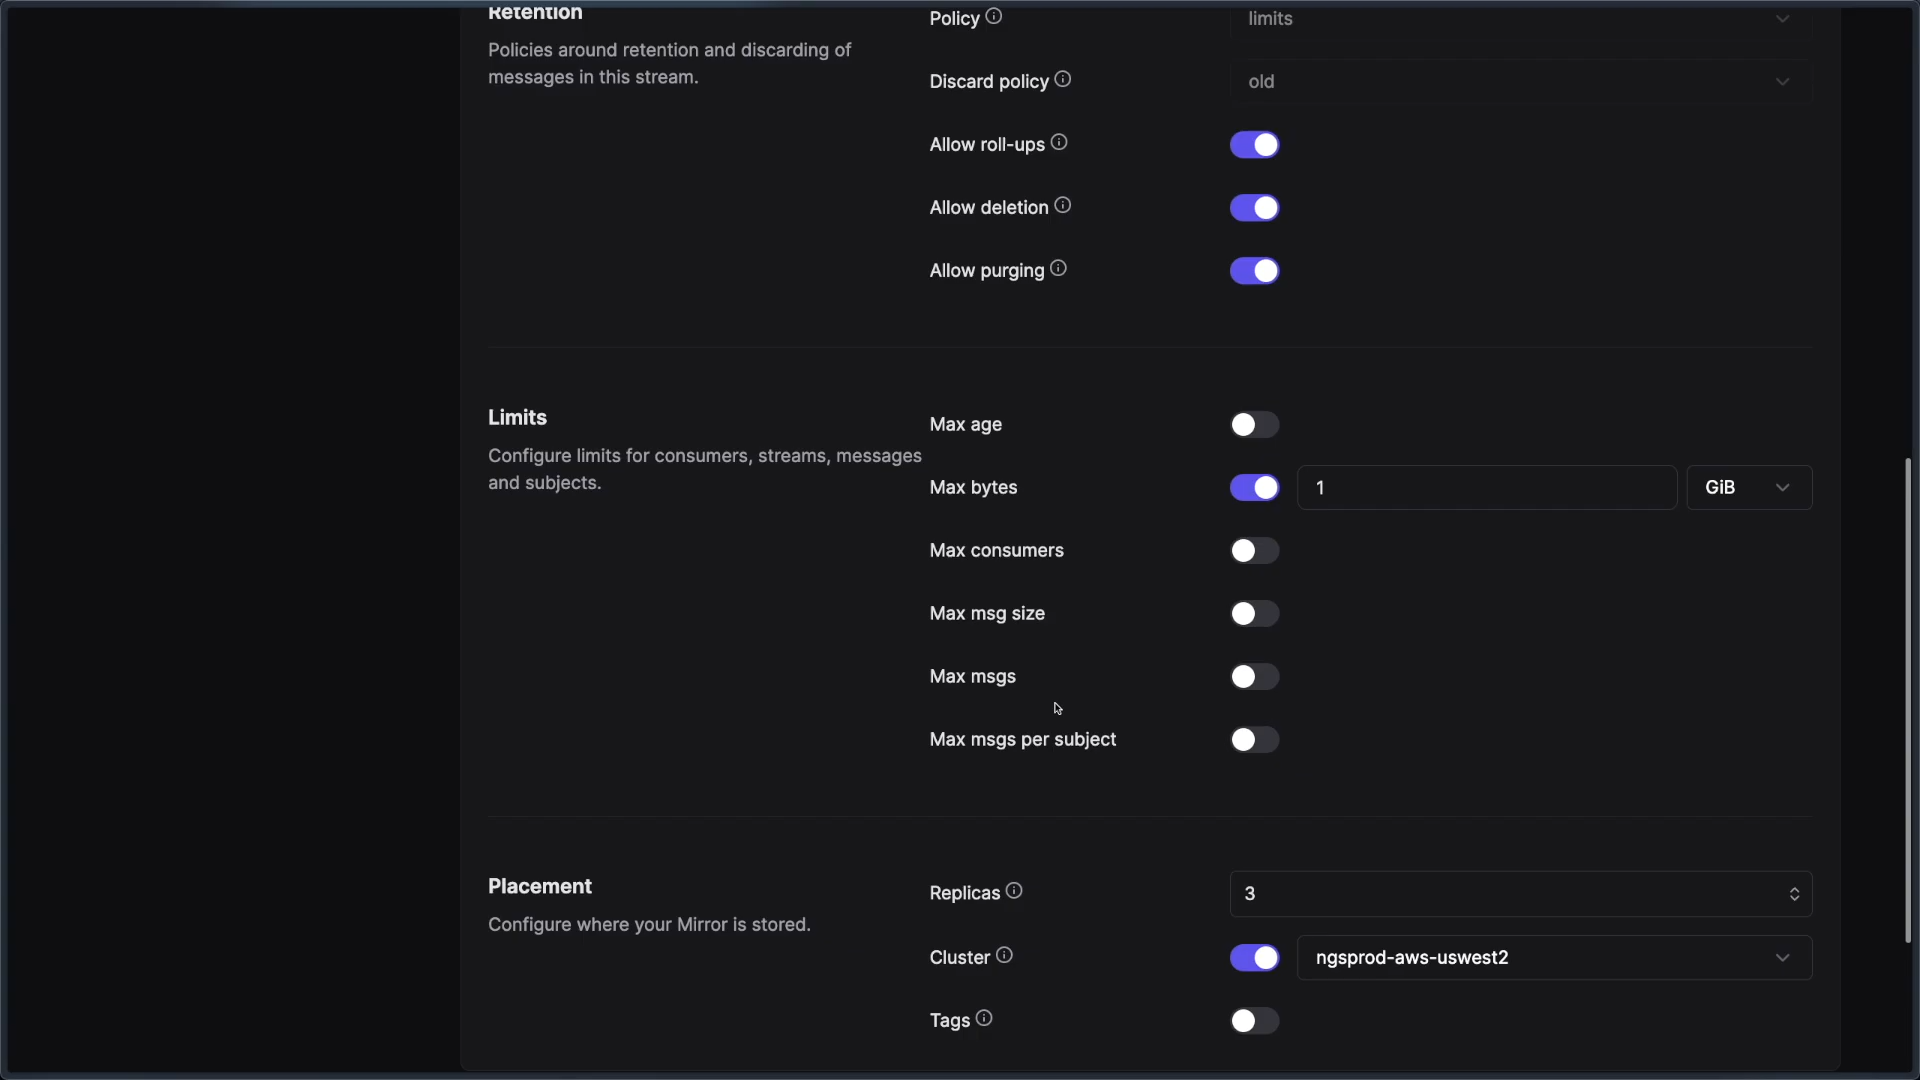 Retention
Policies around retention and discarding of
messages in this stream.
Policy
limits
Discard policy
old
Allow roll-ups
Allow deletion
Allow purging
Limits
Configure limits for consumers, streams, messages
and subjects.
Max age
Max bytes
1
GiB
Max consumers
Max msg size
Max msgs
Max msgs per subject
Placement
Configure where your Mirror is stored.
Replicas
3
Cluster
ngsprod-aws-uswest2
Tags